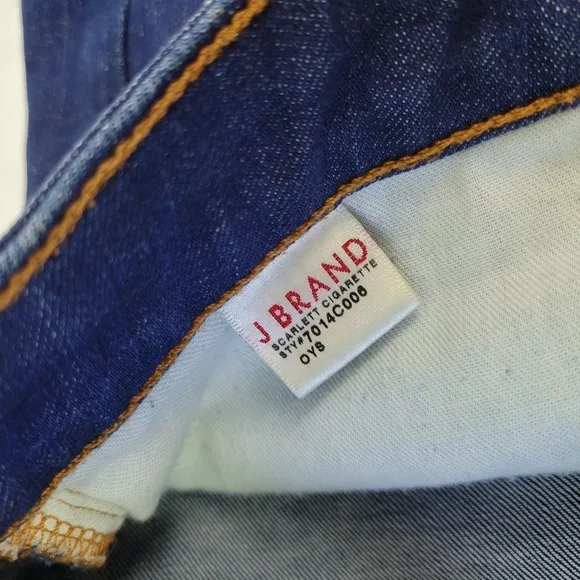 J BRAND
SCARLETT CIGARETTE
STY#7014C006
OYS